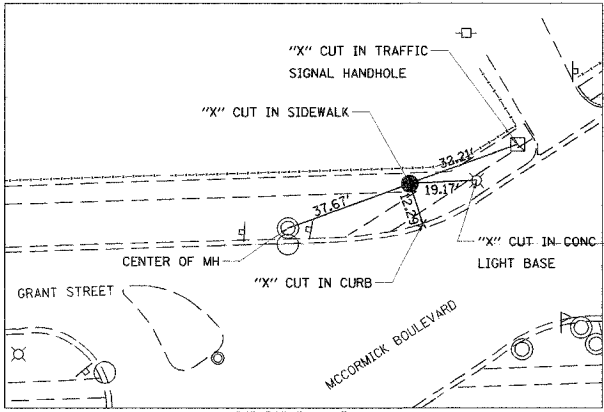 "X" CUT IN TRAFFIC
SIGNAL HANDHOLE
"X" CUT IN SIDEWALK
32.21'
19.17'
37.67'
12.29
"X" CUT IN CONC
LIGHT BASE
CENTER OF MH
"X" CUT IN CURB
GRANT STREET
MCCORMICK BOULEVARD